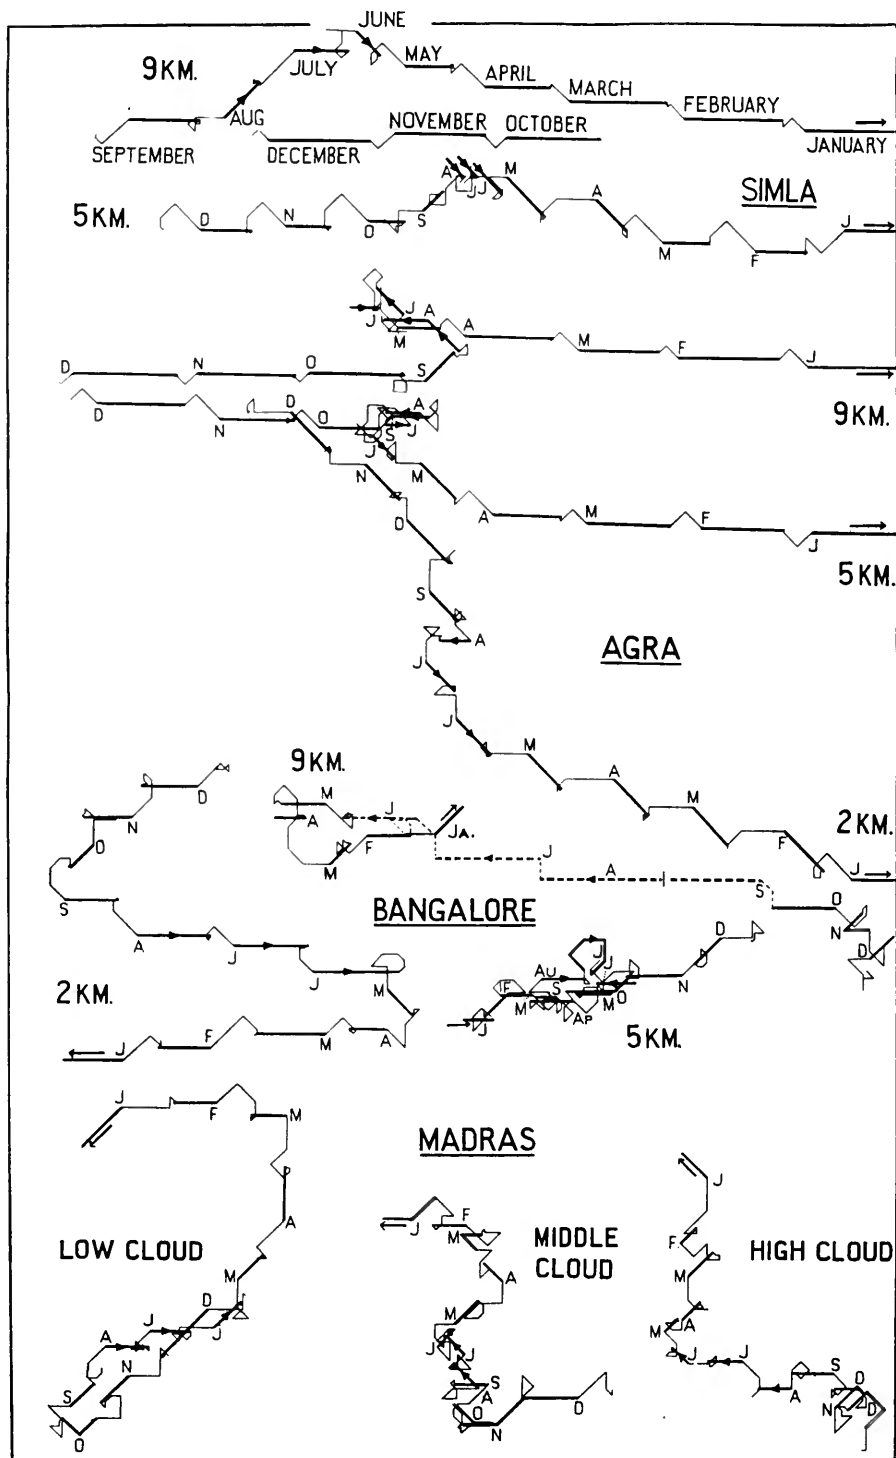 JUNE
9KM.
JULY
MAY
APRIL
MARCH
FEBRUARY
JANUARY
AUG
SEPTEMBER
DECEMBER
NOVEMBER
OCTOBER
SIMLA
5KM.
D
N
O
S
A
J
J
M
A
M
F
J
J
J
A
M
A
M
F
J
D
N
O
S
9KM.
D
N
D
O
S
A
J
J
M
A
M
F
J
5KM.
N
O
S
A
J
J
M
A
M
F
J
2KM.
AGRA
9KM.
D
N
O
S
A
J
J
M
A
M
F
J
2KM.
M
A
M
F
JA.
J
J
A
S
O
N
D
D
BANGALORE
AU
J
J
F
M
S
AP
M
O
N
D
J
5KM.
MADRAS
LOW CLOUD
J
F
M
A
M
D
J
J
A
N
S
O
MIDDLE
CLOUD
J
F
M
A
M
J
J
S
A
O
N
D
HIGH CLOUD
J
F
M
A
M
J
J
A
S
O
N
D
D
J